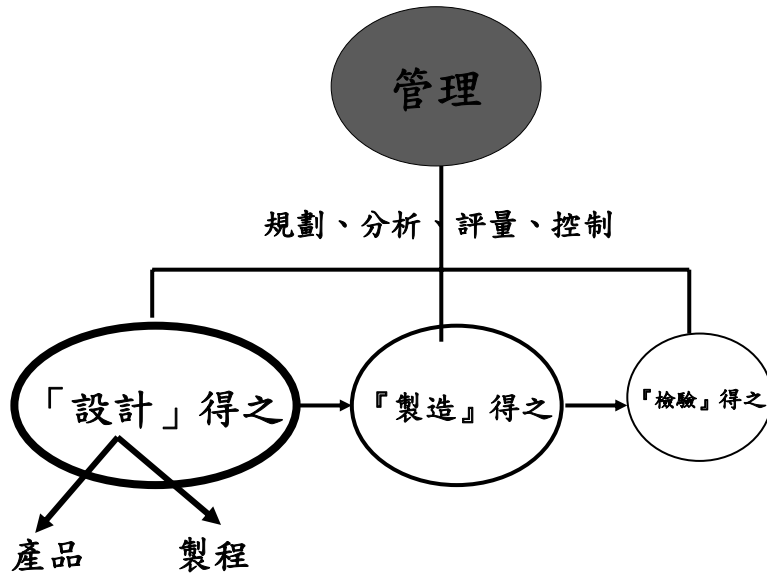 管理
規劃、分析、評量、控制
「設計」得之
『製造』得之
『檢驗』得之
產品
製程